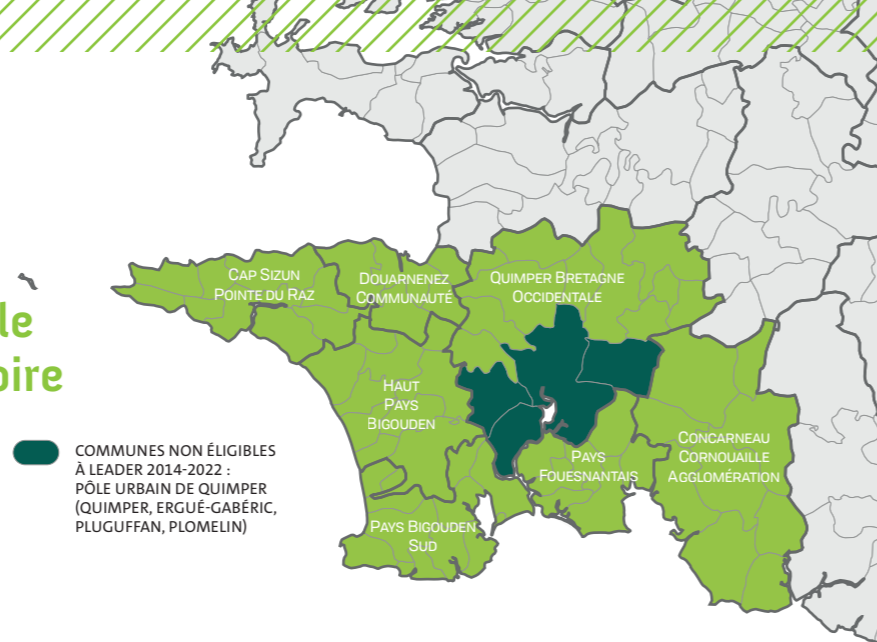 CAP SIZUN
POINTE DU RAZ
DOUARNENEZ
COMMUNAUTÉ
QUIMPER BRETAGNE
OCCIDENTALE
le
oire
HAUT
PAYS
BIGOUDEN
COMMUNES NON ÉLIGIBLES
À LEADER 2014-2022 :
PÔLE URBAIN DE QUIMPER
(QUIMPER, ERGUÉ-GABÉRIC,
PLUGUFFAN, PLOMELIN)
PAYS
FOUESNANTAIS
CONCARNEAU
CORNOUAILLE
AGGLOMÉRATION
PAYS BIGOUDEN
SUD